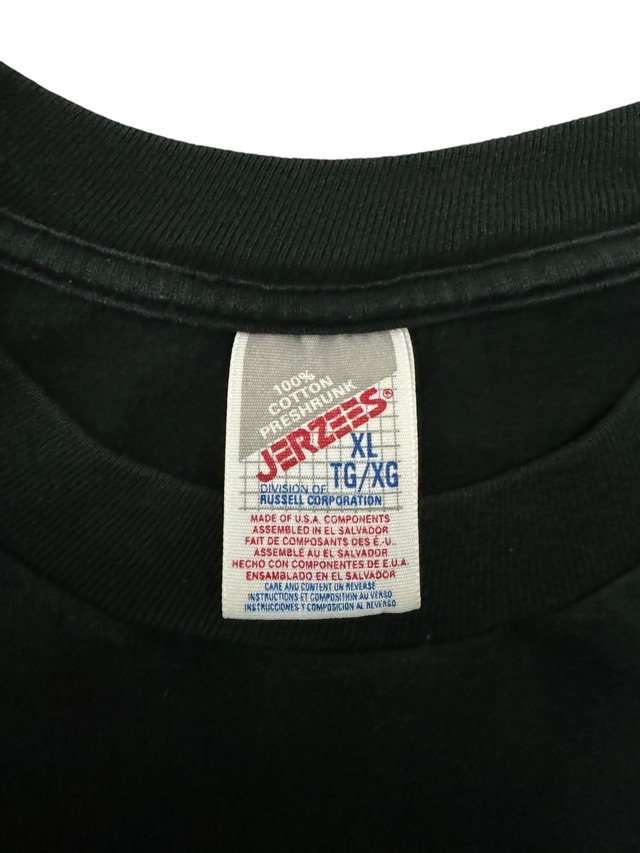 100%
COTTON
PRESHRUNK
JERZEES®
XL
TG/XG
DIVISION OF
RUSSELL CORPORATION
MADE OF U.S.A. COMPONENTS
ASSEMBLED IN EL SALVADOR
FAIT DE COMPOSANTS DES É.-U.
ASSEMBLÉ AU EL SALVADOR
HECHO CON COMPONENTES DE E.U.A.
ENSAMBLADO EN EL SALVADOR
CARE AND CONTENT ON REVERSE
INSTRUCTIONS ET COMPOSITION AU VERSO
INSTRUCCIONES Y COMPOSICION AL REVERSO